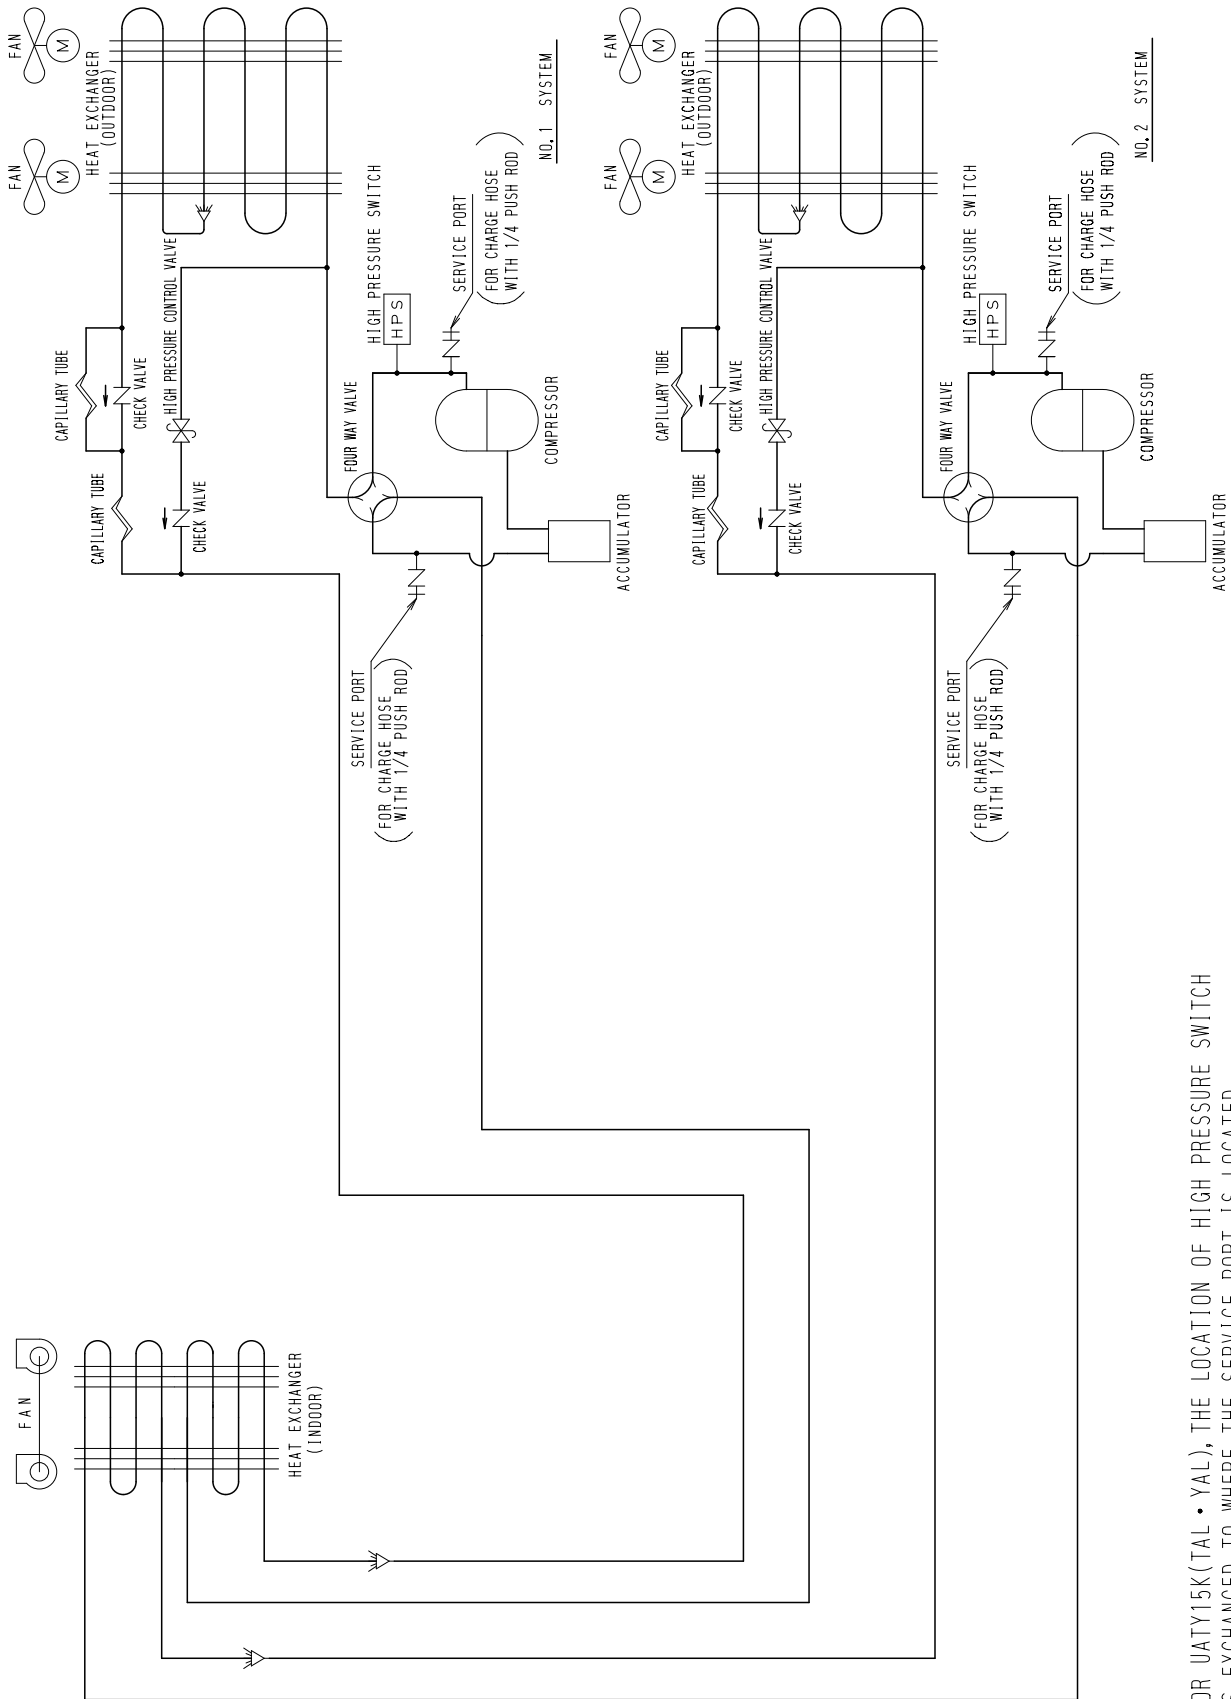 FAN
FAN
HEAT EXCHANGER
(OUTDOOR)
M
M
NO.1 SYSTEM
CAPILLARY TUBE
CAPILLARY TUBE
CHECK VALVE
HIGH PRESSURE CONTROL VALVE
CHECK VALVE
FOUR WAY VALVE
HIGH PRESSURE SWITCH
HPS
SERVICE PORT
(FOR CHARGE HOSE
WITH 1/4 PUSH ROD)
COMPRESSOR
ACCUMULATOR
SERVICE PORT
(FOR CHARGE HOSE
WITH 1/4 PUSH ROD)
FAN
FAN
HEAT EXCHANGER
(OUTDOOR)
M
M
NO.2 SYSTEM
CAPILLARY TUBE
CAPILLARY TUBE
CHECK VALVE
HIGH PRESSURE CONTROL VALVE
CHECK VALVE
FOUR WAY VALVE
HIGH PRESSURE SWITCH
HPS
SERVICE PORT
(FOR CHARGE HOSE
WITH 1/4 PUSH ROD)
COMPRESSOR
ACCUMULATOR
SERVICE PORT
(FOR CHARGE HOSE
WITH 1/4 PUSH ROD)
FAN
HEAT EXCHANGER
(INDOOR)
OR UATY15K(TAL・YAL), THE LOCATION OF HIGH PRESSURE SWITCH
S EXCHANGED TO WHERE THE SERVICE PORT IS LOCATED